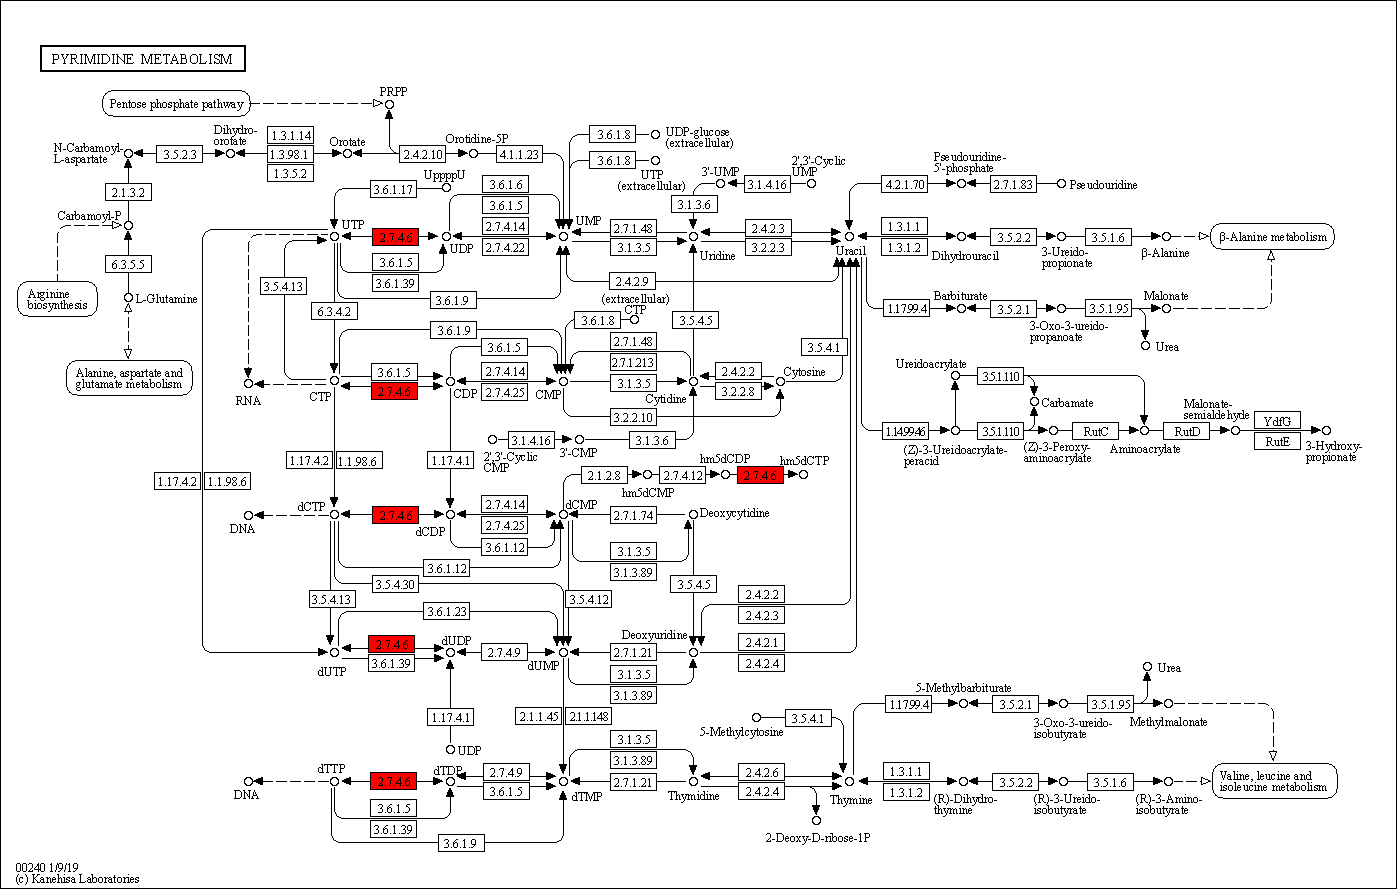 PYRIMIDINE METABOLISM
Pentose phosphate pathway
PRPP
N-Carbamoyl-
L-aspartate
3.5.2.3
Dihydro-
orotate
1.3.1.14
1.3.98.1
1.3.5.2
Orotate
2.4.2.10
Orotidine-5P
4.1.1.23
3.6.1.8
UDP-glucose
(extracellular)
3.6.1.8
UTP
(extracellular)
3'-UMP
3.1.4.16
2',3'-Cyclic
UMP
Pseudouridine-
5'-phosphate
4.2.1.70
2.7.1.83
Pseudouridine
2.1.3.2
Carbamoyl-P
6.3.5.5
L-Glutamine
Arginine
biosynthesis
Alanine, aspartate and
glutamate metabolism
UppppU
3.6.1.17
3.6.1.6
3.6.1.5
2.7.4.14
2.7.4.22
UTP
2.7.4.6
UDP
3.6.1.5
3.6.1.39
3.6.1.9
UMP
2.7.1.48
3.1.3.5
3.1.3.6
Uridine
2.4.2.3
3.2.2.3
2.4.2.9
Uracil
1.3.1.1
1.3.1.2
Dihydrouracil
3.5.2.2
3-Ureido-
propionate
3.5.1.6
β-Alanine
β-Alanine metabolism
1.1799.4
Barbiturate
3.5.2.1
3-Oxo-3-ureido-
propanoate
3.5.1.95
Malonate
Urea
3.5.4.13
6.3.4.2
3.6.1.9
3.6.1.5
(extracellular)
CTP
3.6.1.8
3.5.4.5
2.7.1.48
2.7.1.213
3.1.3.5
3.5.4.1
RNA
CTP
3.6.1.5
2.7.4.6
CDP
2.7.4.14
2.7.4.25
CMP
Cytidine
2.4.2.2
3.2.2.8
Cytosine
3.2.2.10
2',3'-Cyclic
CMP
3.1.4.16
3'-CMP
3.1.3.6
Ureidoacrylate
3.5.1.110
Carbamate
1.14.99.46
(Z)-3-Ureidoacrylate-
peracid
3.5.1.110
(Z)-3-Peroxy-
aminoacrylate
RutC
Aminoacrylate
RutD
Malonate-
semialdehyde
YdfG
RutE
3-Hydroxy-
propionate
1.17.4.2
1.1.98.6
1.17.4.2
1.1.98.6
1.17.4.1
2.1.2.8
hm5dCMP
2.7.4.12
hm5dCDP
2.7.4.6
hm5dCTP
DNA
dCTP
2.7.4.6
dCDP
2.7.4.14
2.7.4.25
3.6.1.12
dCMP
2.7.1.74
Deoxycytidine
3.1.3.5
3.1.3.89
3.6.1.12
3.5.4.30
3.5.4.13
3.5.4.12
3.5.4.5
3.6.1.23
2.4.2.2
2.4.2.3
2.4.2.1
2.4.2.4
dUTP
2.7.4.6
3.6.1.39
dUDP
2.7.4.9
dUMP
2.7.1.21
Deoxyuridine
3.1.3.5
3.1.3.89
1.17.4.1
UDP
2.1.1.45
2.1.1.148
5-Methylcytosine
3.5.4.1
1.1799.4
5-Methylbarbiturate
3.5.2.1
3-Oxo-3-ureido-
isobutyrate
3.5.1.95
Methylmalonate
Urea
DNA
dTTP
2.7.4.6
3.6.1.5
3.6.1.39
3.6.1.9
dTDP
2.7.4.9
3.6.1.5
dTMP
3.1.3.5
3.1.3.89
2.7.1.21
Thymidine
2.4.2.6
2.4.2.4
2-Deoxy-D-ribose-1P
Thymine
1.3.1.1
1.3.1.2
(R)-Dihydro-
thymine
3.5.2.2
(R)-3-Ureido-
isobutyrate
3.5.1.6
(R)-3-Amino-
isobutyrate
Valine, leucine and
isoleucine metabolism
00240 1/9/19
(c) Kanehisa Laboratories